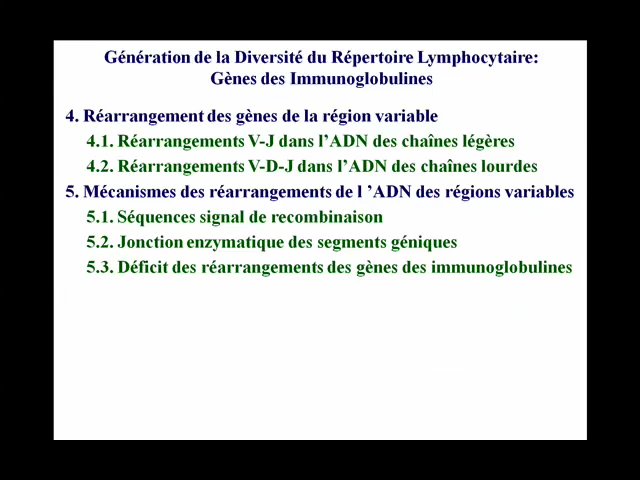 Génération de la Diversité du Répertoire Lymphocytaire:
Gènes des Immunoglobulines
4. Réarrangement des gènes de la région variable
4.1. Réarrangements V-J dans l’ADN des chaînes légères
4.2. Réarrangements V-D-J dans l’ADN des chaînes lourdes
5. Mécanismes des réarrangements de l ’ADN des régions variables
5.1. Séquences signal de recombinaison
5.2. Jonction enzymatique des segments géniques
5.3. Déficit des réarrangements des gènes des immunoglobulines